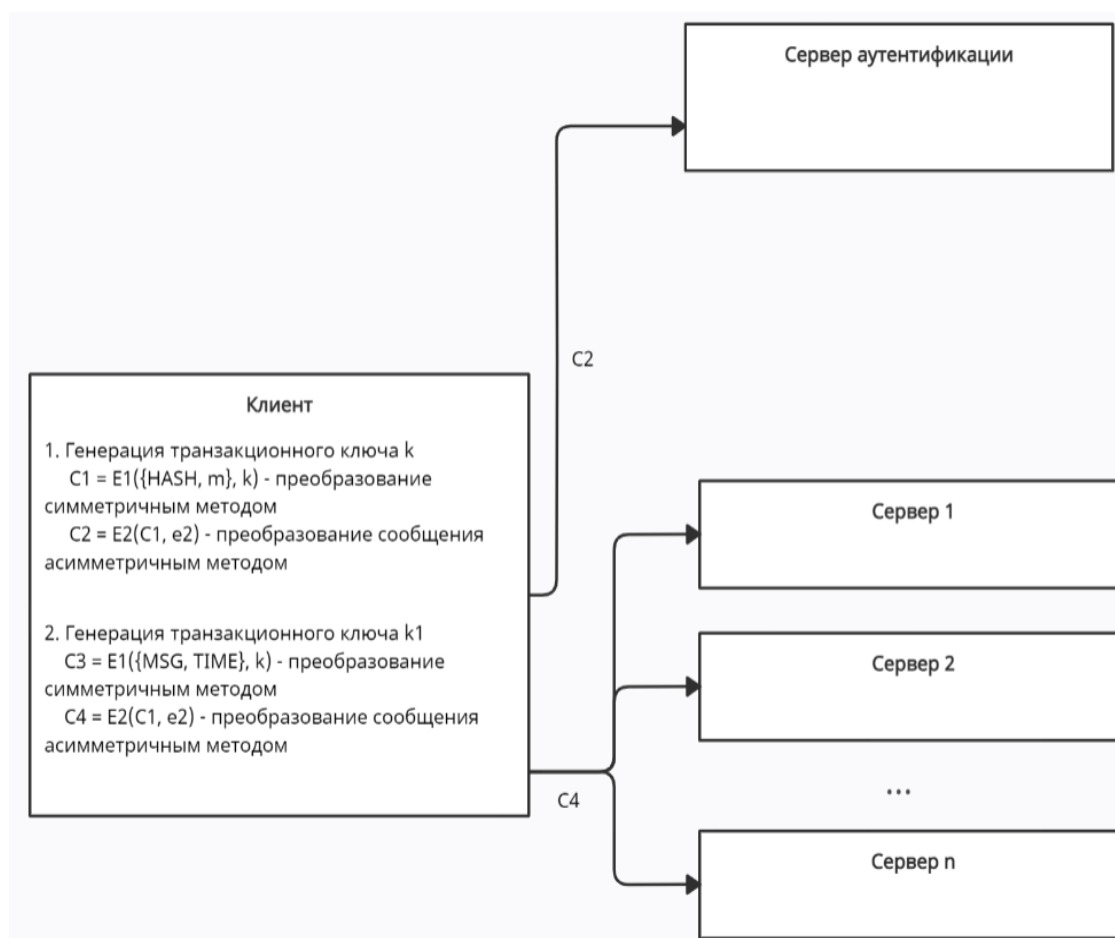 Сервер аутентификации
C2
Клиент
1. Генерация транзакционного ключа k
C1 = E1({HASH, m}, k) - преобразование
симметричным методом
C2 = E2(C1, e2) - преобразование сообщения
асимметричным методом
2. Генерация транзакционного ключа k1
C3 = E1({MSG, TIME}, k) - преобразование
симметричным методом
C4 = E2(C1, e2) - преобразование сообщения
асимметричным методом
C4
Сервер 1
Сервер 2
...
Сервер n